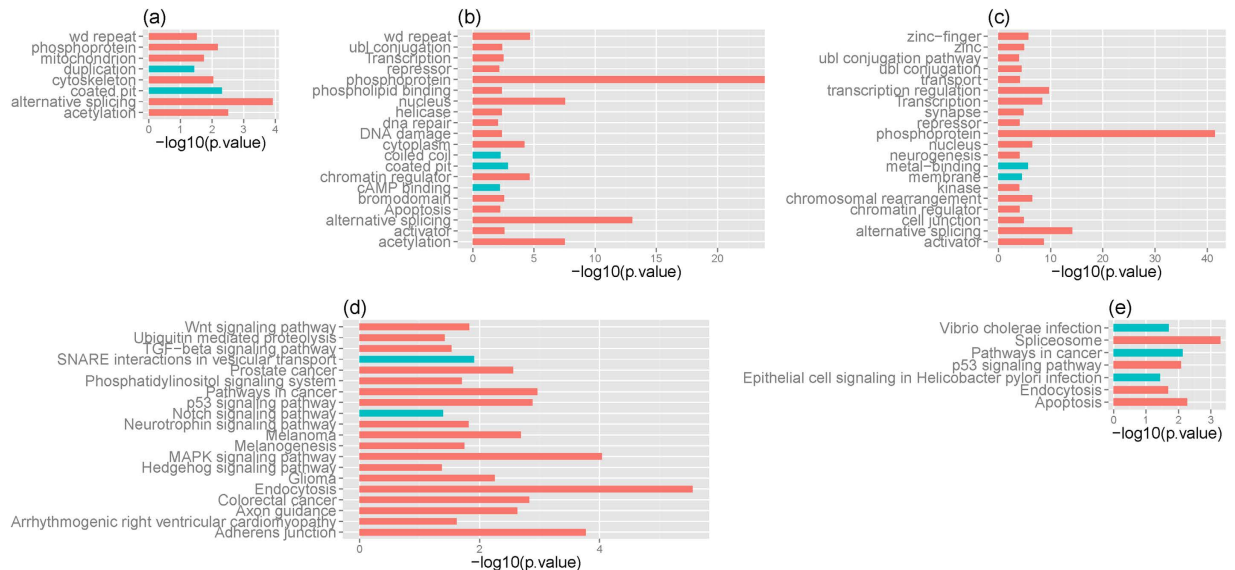 (a)
wd repeat
phosphoprotein
mitochondrion
duplication
cytoskeleton
coated pit
alternative splicing
acetylation
0 1 2 3 4
−log10(p.value)
(b)
wd repeat
ubl conjugation
Transcription
repressor
phosphoprotein
phospholipid binding
nucleus
helicase
dna repair
DNA damage
cytoplasm
coiled coil
coated pit
chromatin regulator
cAMP binding
bromodomain
Apoptosis
alternative splicing
activator
acetylation
0 5 10 15 20
−log10(p.value)
(c)
zinc−finger
zinc
ubl conjugation pathway
ubl conjugation
transport
transcription regulation
Transcription
synapse
repressor
phosphoprotein
nucleus
neurogenesis
metal−binding
membrane
kinase
chromosomal rearrangement
chromatin regulator
cell junction
alternative splicing
activator
0 10 20 30 40
−log10(p.value)
(d)
Wnt signaling pathway
Ubiquitin mediated proteolysis
TGF−beta signaling pathway
SNARE interactions in vesicular transport
Prostate cancer
Phosphatidylinositol signaling system
Pathways in cancer
p53 signaling pathway
Notch signaling pathway
Neurotrophin signaling pathway
Melanoma
Melanogenesis
MAPK signaling pathway
Hedgehog signaling pathway
Glioma
Endocytosis
Colorectal cancer
Axon guidance
Arrhythmogenic right ventricular cardiomyopathy
Adherens junction
0 2 4
−log10(p.value)
(e)
Vibrio cholerae infection
Spliceosome
Pathways in cancer
p53 signaling pathway
Epithelial cell signaling in Helicobacter pylori infection
Endocytosis
Apoptosis
0 1 2 3
−log10(p.value)